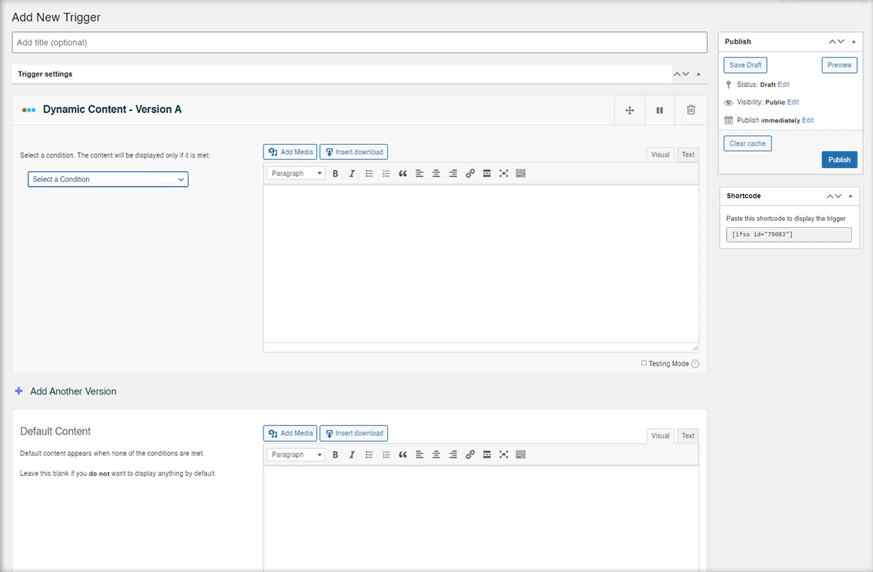 Add New Trigger
Add title (optional)
Trigger settings
Dynamic Content - Version A
Select a condition. The content will be displayed only if it is met:
Select a Condition
Add Media
Insert download
Visual
Text
Paragraph
B
I
Testing Mode
Add Another Version
Default Content
Default content appears when none of the conditions are met.
Leave this blank if you do not want to display anything by default.
Add Media
Insert download
Visual
Text
Paragraph
B
I
Publish
Save Draft
Preview
Status: Draft Edit
Visibility: Public Edit
Publish immediately Edit
Clear cache
Publish
Shortcode
Paste this shortcode to display the trigger
[ifso id="79083"]